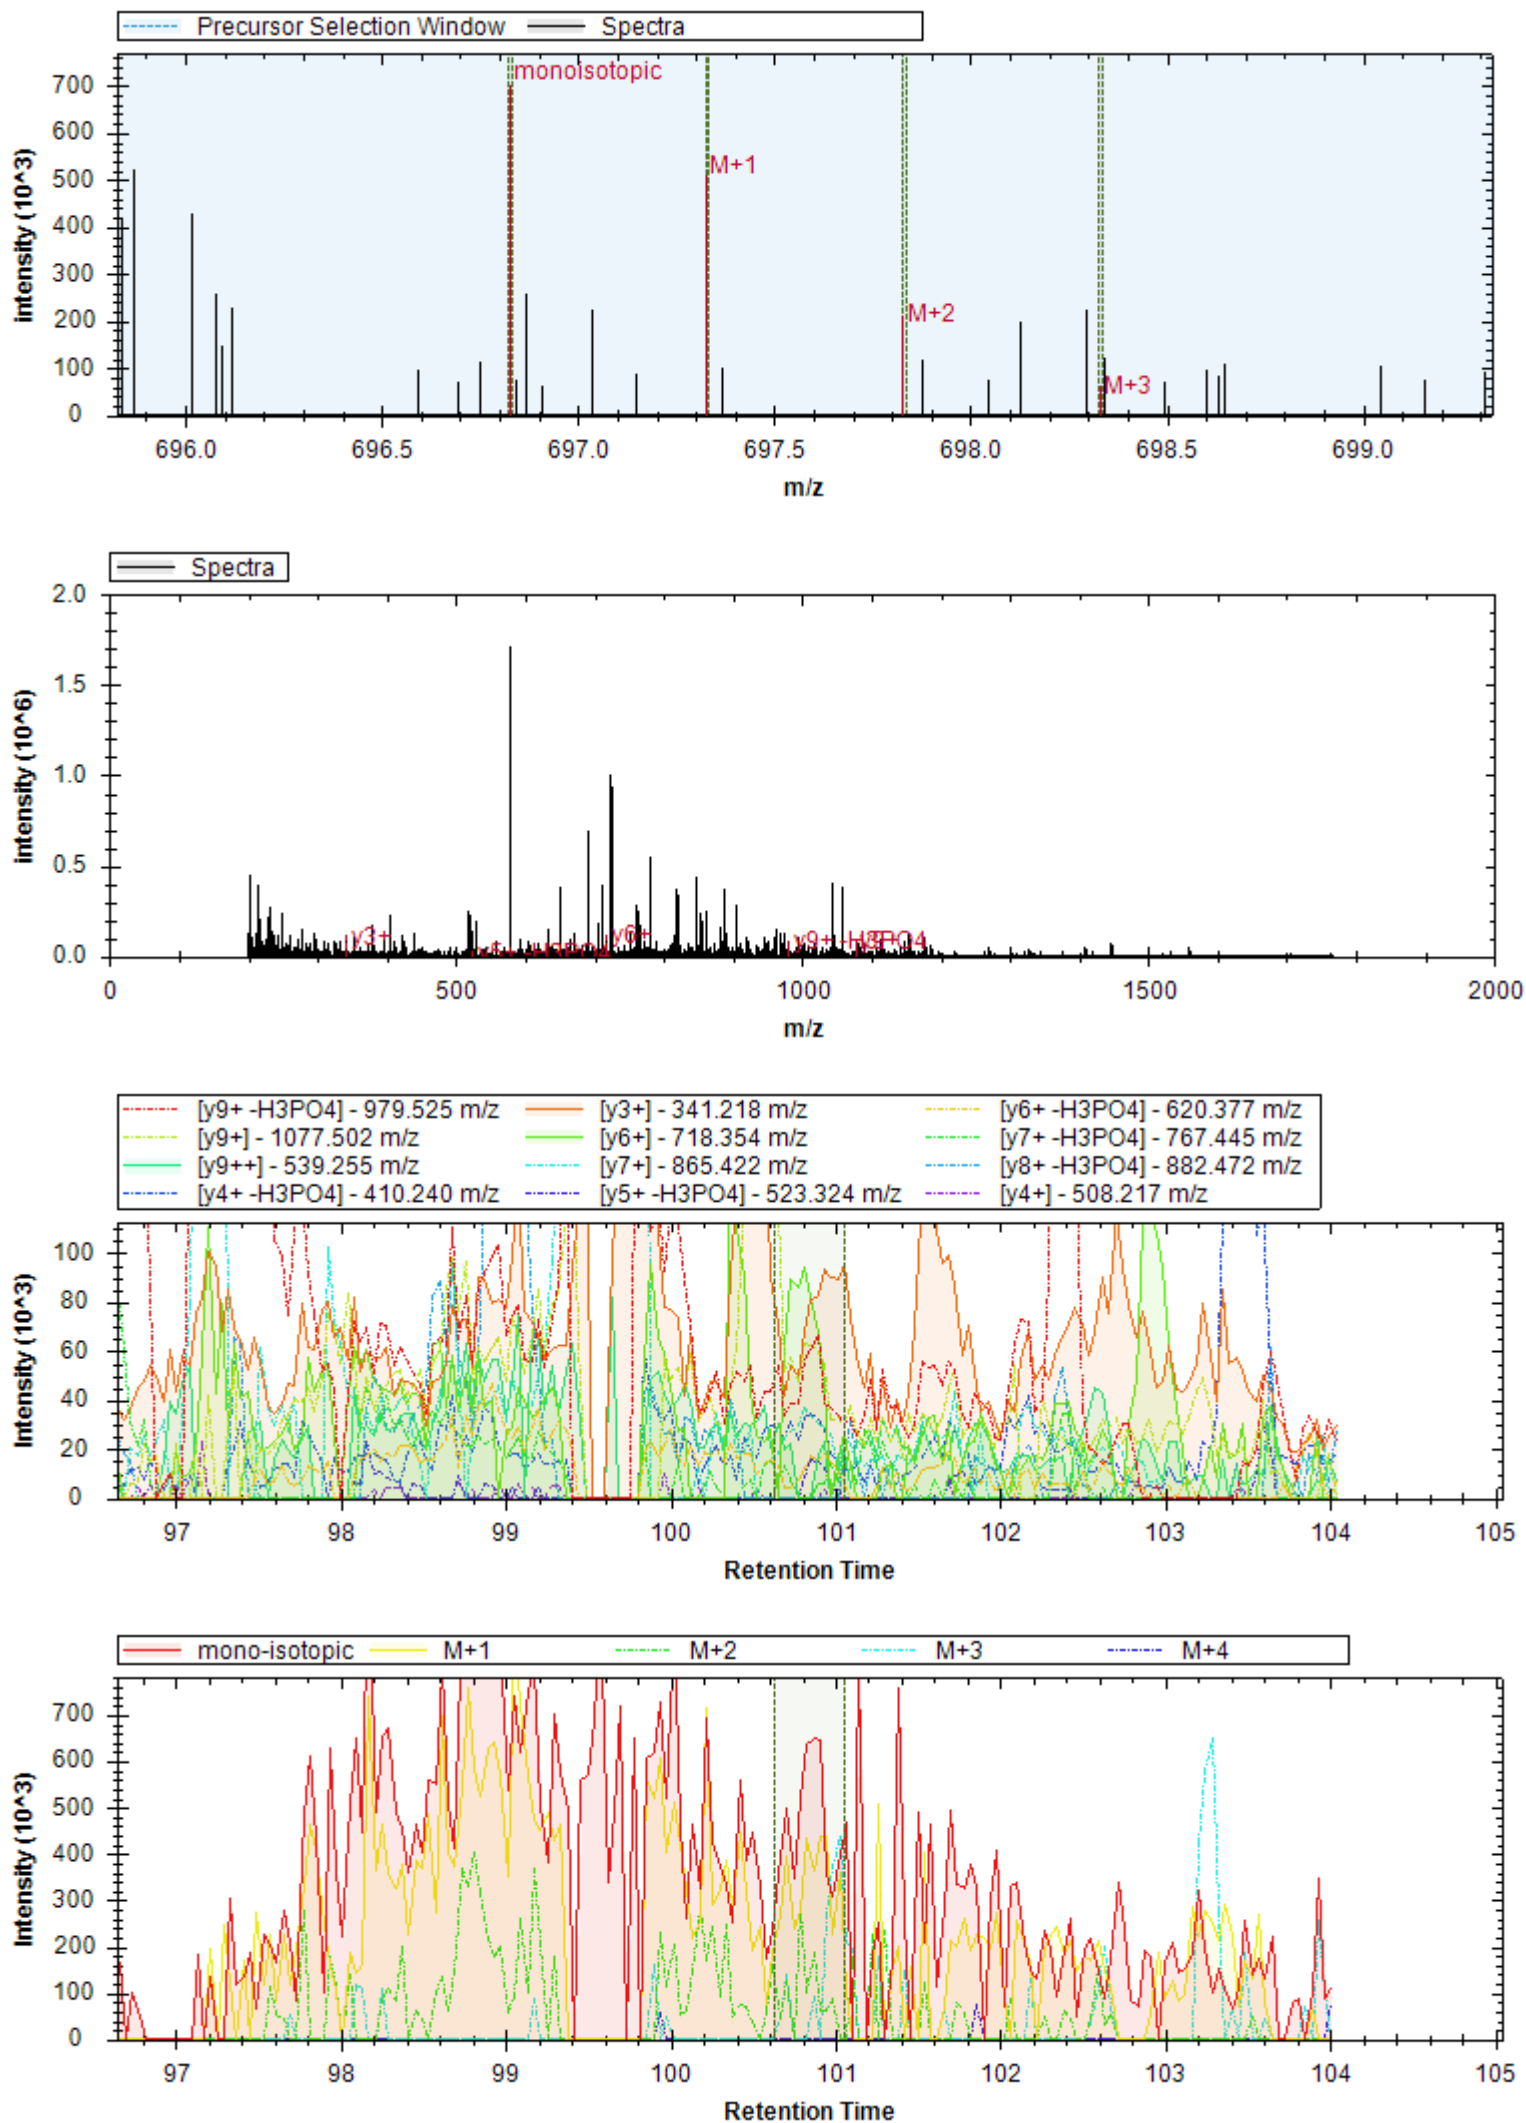 Precursor Selection Window Spectra
intensity (10^3)
700
600
500
400
300
200
100
0
monoisotopic
M+1
M+2
M+3
696.0 696.5 697.0 697.5 698.0 698.5 699.0
m/z
Spectra
intensity (10^6)
2.0
1.5
1.0
0.5
0.0
y3+
y6+
y9+ -H3PO4
0 500 1000 1500 2000
m/z
[y9+ -H3PO4] - 979.525 m/z [y3+] - 341.218 m/z [y6+ -H3PO4] - 620.377 m/z
[y9+] - 1077.502 m/z [y6+] - 718.354 m/z [y7+ -H3PO4] - 767.445 m/z
[y9++] - 539.255 m/z [y7+] - 865.422 m/z [y8+ -H3PO4] - 882.472 m/z
[y4+ -H3PO4] - 410.240 m/z [y5+ -H3PO4] - 523.324 m/z [y4+] - 508.217 m/z
Intensity (10^3)
100
80
60
40
20
0
97 98 99 100 101 102 103 104 105
Retention Time
mono-isotopic M+1 M+2 M+3 M+4
Intensity (10^3)
700
600
500
400
300
200
100
0
97 98 99 100 101 102 103 104 105
Retention Time